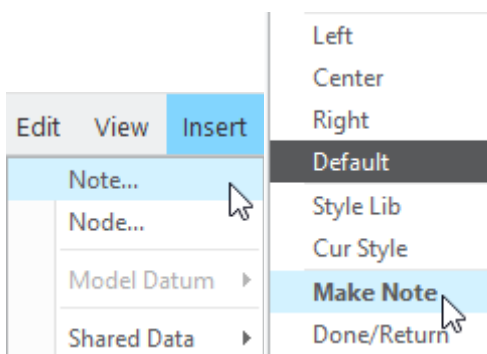 Edit View Insert
Note...
Node...
Model Datum
Shared Data
Left
Center
Right
Default
Style Lib
Cur Style
Make Note
Done/Return